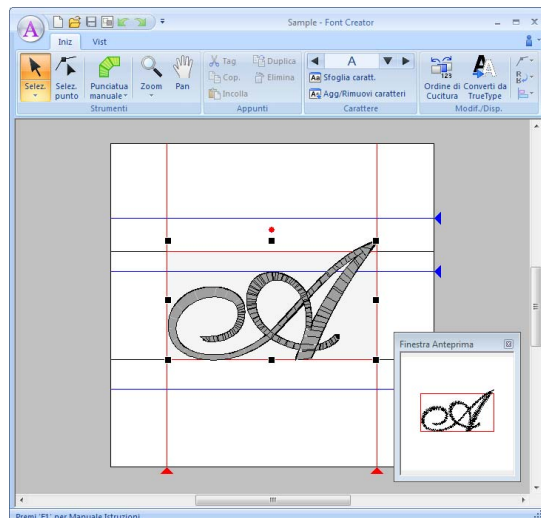 Sample - Font Creator
Iniz Vist
Selez. Selez. punto Punciatua manuale Zoom Pan
Strumenti
Tag Duplica
Cop. Elimina
Incolla
Appunti
A
Sfoglia caratt.
Agg/Rimuovi caratteri
Carattere
Ordine di Cucitura Converti da TrueType
Modif./Disp.
A
Finestra Anteprima
A
Premi 'F1' per Manuale Istruzioni